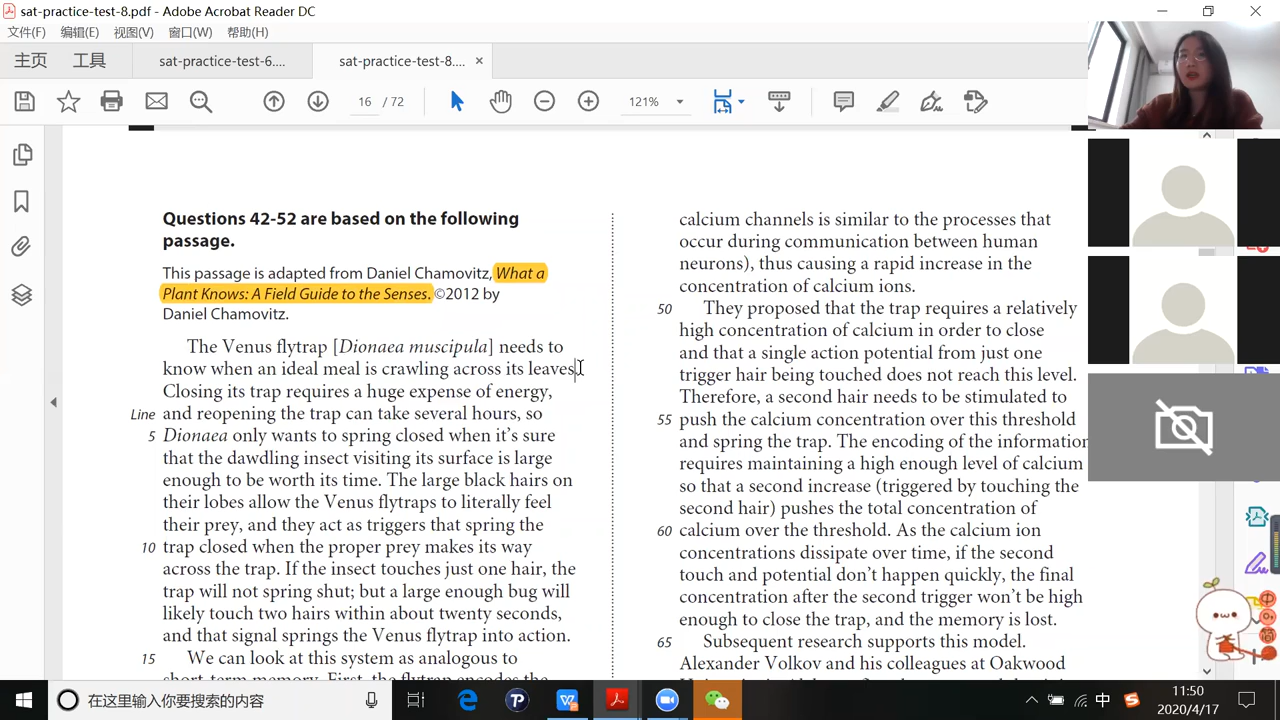 sat-practice-test-8.pdf - Adobe Acrobat Reader DC
文件(F) 编辑(E) 视图(V) 窗口(W) 帮助(H)
主页 工具 sat-practice-test-6.... sat-practice-test-8.... ×
16 / 72 121%
Questions 42-52 are based on the following
passage.
This passage is adapted from Daniel Chamovitz, What a
Plant Knows: A Field Guide to the Senses. ©2012 by
Daniel Chamovitz.
The Venus flytrap [Dionaea muscipula] needs to
know when an ideal meal is crawling across its leaves.
Closing its trap requires a huge expense of energy,
Line and reopening the trap can take several hours, so
5 Dionaea only wants to spring closed when it's sure
that the dawdling insect visiting its surface is large
enough to be worth its time. The large black hairs on
their lobes allow the Venus flytraps to literally feel
their prey, and they act as triggers that spring the
10 trap closed when the proper prey makes its way
across the trap. If the insect touches just one hair, the
trap will not spring shut; but a large enough bug will
likely touch two hairs within about twenty seconds,
and that signal springs the Venus flytrap into action.
15 We can look at this system as analogous to
short-term memory. First, the flytrap encodes the
calcium channels is similar to the processes that
occur during communication between human
neurons), thus causing a rapid increase in the
concentration of calcium ions.
50 They proposed that the trap requires a relatively
high concentration of calcium in order to close
and that a single action potential from just one
trigger hair being touched does not reach this level.
Therefore, a second hair needs to be stimulated to
55 push the calcium concentration over this threshold
and spring the trap. The encoding of the information
requires maintaining a high enough level of calcium
so that a second increase (triggered by touching the
second hair) pushes the total concentration of
60 calcium over the threshold. As the calcium ion
concentrations dissipate over time, if the second
touch and potential don't happen quickly, the final
concentration after the second trigger won't be high
enough to close the trap, and the memory is lost.
65 Subsequent research supports this model.
Alexander Volkov and his colleagues at Oakwood
在这里输入你要搜索的内容
中
11:50
2020/4/17